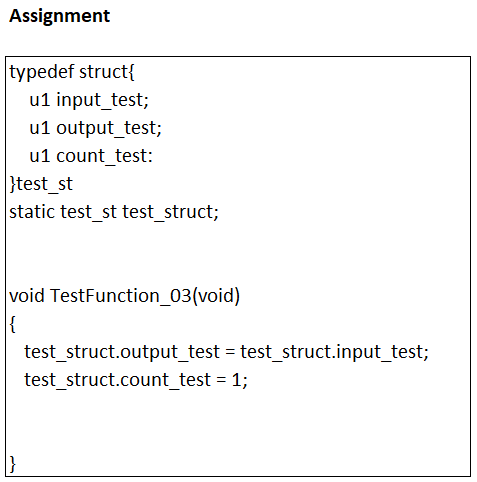 Assignment
typedef struct{
u1 input_test;
u1 output_test;
u1 count_test:
}test_st
static test_st test_struct;
void TestFunction_03(void)
{
test_struct.output_test = test_struct.input_test;
test_struct.count_test = 1;
}